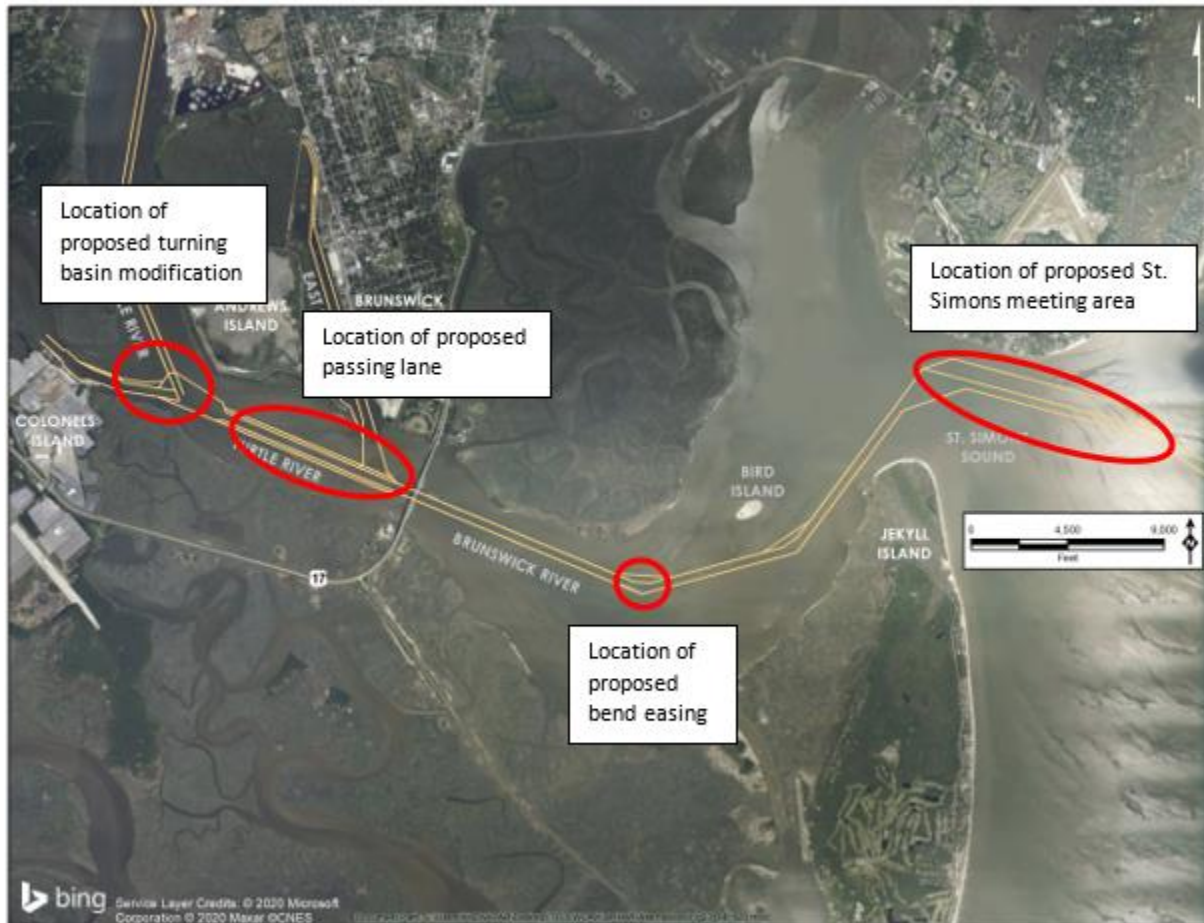 Location of
proposed turning
basin modification
Location of proposed
passing lane
Location of proposed St.
Simons meeting area
Location of
proposed
bend easing
RIVER
ANDREWS
ISLAND
EAST
BRUNSWICK
COLONELS
ISLAND
TURTLE RIVER
BRUNSWICK RIVER
17
BIRD
ISLAND
ST. SIMONS
SOUND
JEKYLL
ISLAND
0 4,500 9,000
Feet
N
bing
Service Layer Credits: © 2020 Microsoft
Corporation © 2020 Maxar ©CNES